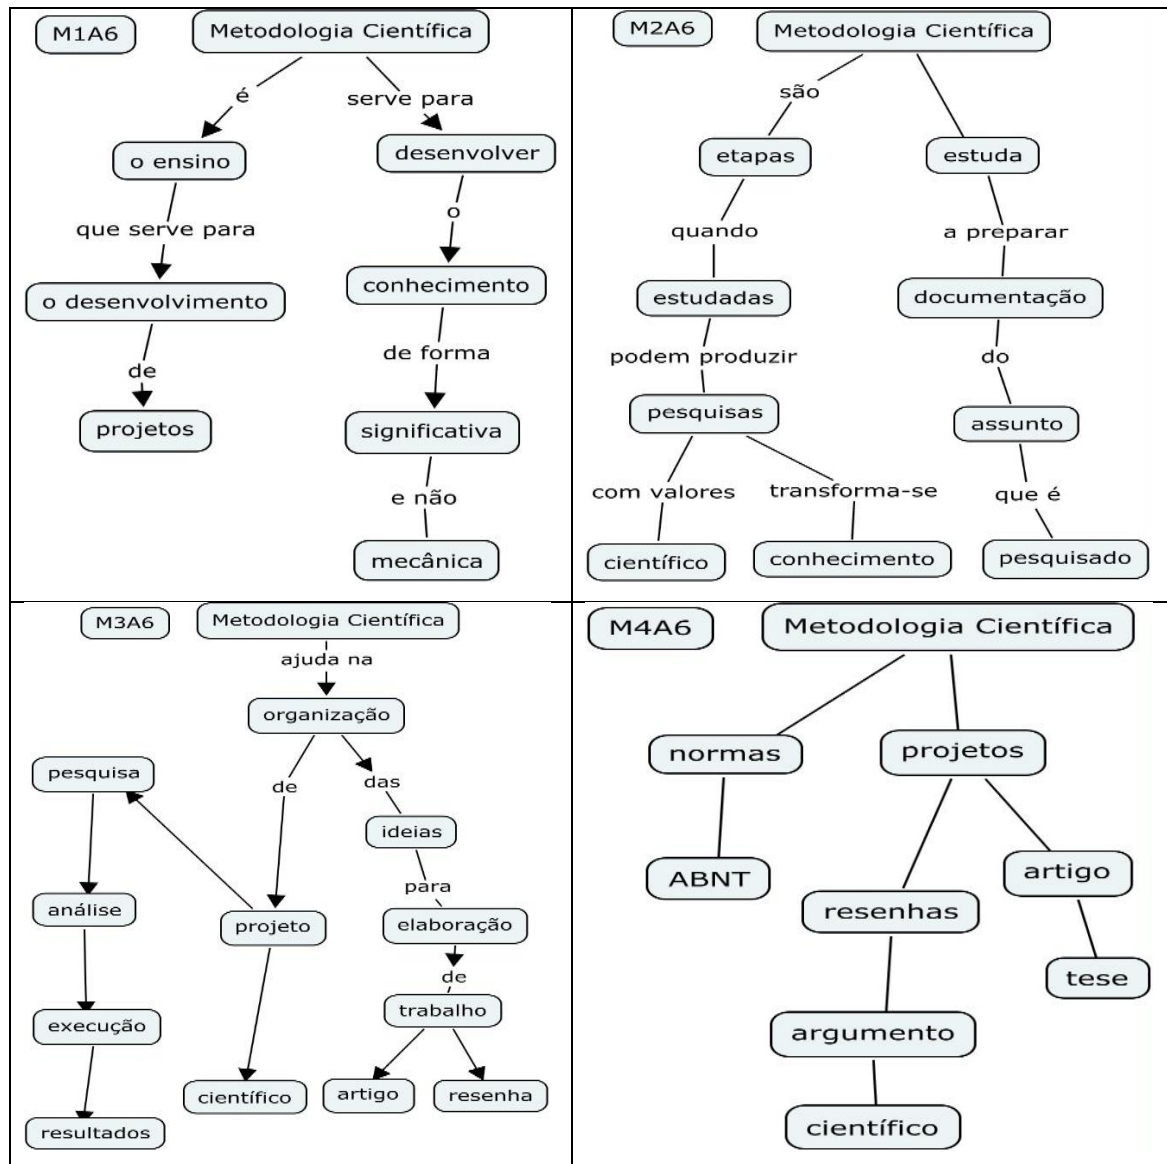 M1A6
Metodologia Científica
é
serve para
o ensino
desenvolver
que serve para
o
o desenvolvimento
conhecimento
de
de forma
projetos
significativa
e não
mecânica
M2A6
Metodologia Científica
são
etapas
estuda
quando
a preparar
estudadas
documentação
podem produzir
do
pesquisas
assunto
com valores
transforma-se
que é
científico
conhecimento
pesquisado
M3A6
Metodologia Científica
ajuda na
organização
pesquisa
de
das
ideias
para
análise
projeto
elaboração
de
execução
trabalho
científico
artigo
resenha
resultados
M4A6
Metodologia Científica
normas
projetos
ABNT
artigo
resenhas
tese
argumento
científico